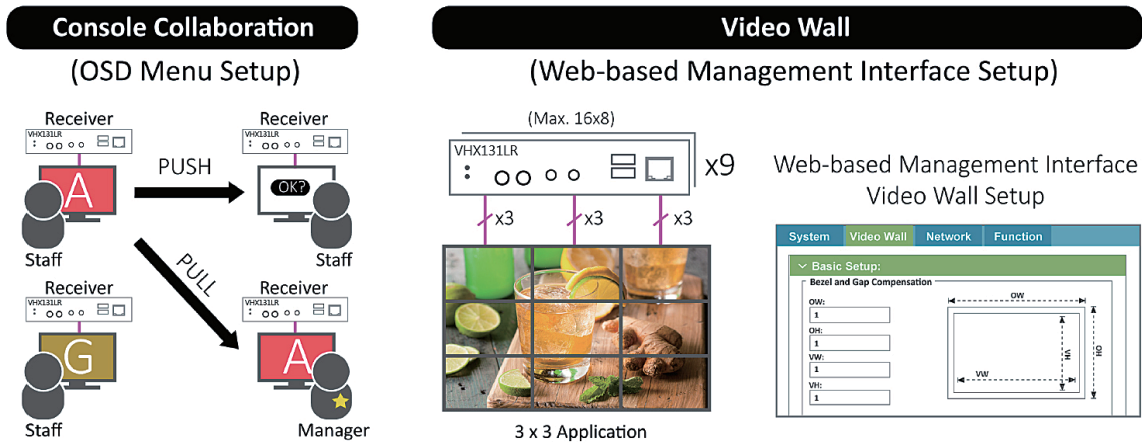 Console Collaboration
(OSD Menu Setup)
Receiver
VHX131LR
A
Staff
PUSH
Receiver
VHX131LR
OK?
Staff
PULL
Receiver
VHX131LR
G
Staff
Receiver
VHX131LR
A
Manager
Video Wall
(Web-based Management Interface Setup)
(Max. 16x8)
VHX131LR
x9
x3
x3
x3
3 x 3 Application
Web-based Management Interface
Video Wall Setup
System Video Wall Network Function
Basic Setup:
Bezel and Gap Compensation
OW:
1
OH:
1
VW:
1
VH:
1
OW
VH
OH
VW